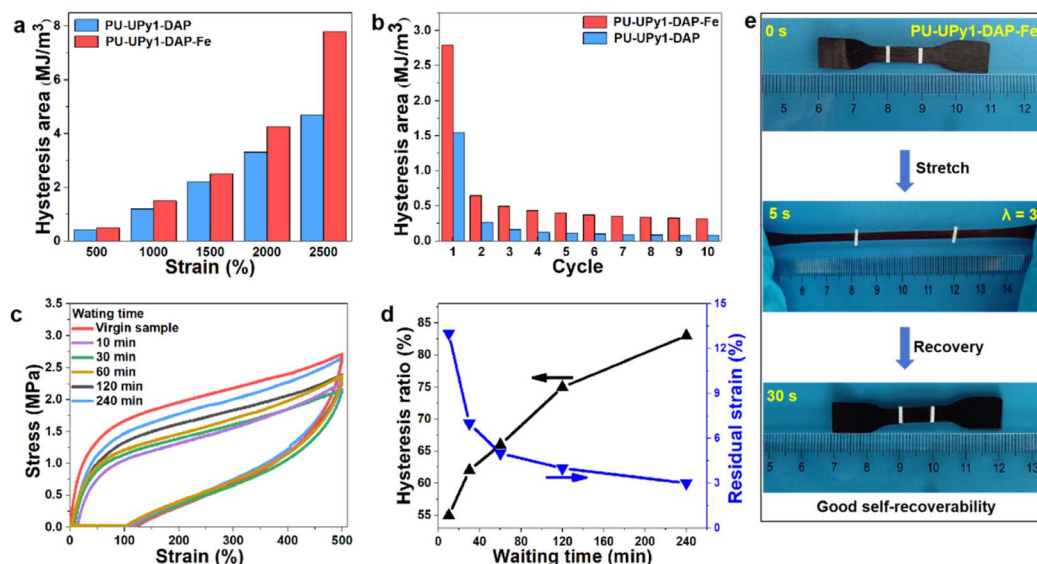 a
PU-UPy1-DAP
PU-UPy1-DAP-Fe
Hysteresis area (MJ/m³)
8
6
4
2
0
500 1000 1500 2000 2500
Strain (%)
b
PU-UPy1-DAP-Fe
PU-UPy1-DAP
Hysteresis area (MJ/m³)
3.0
2.5
2.0
1.5
1.0
0.5
0.0
1 2 3 4 5 6 7 8 9 10
Cycle
c
Wating time
Virgin sample
10 min
30 min
60 min
120 min
240 min
Stress (MPa)
3.5
3.0
2.5
2.0
1.5
1.0
0.5
0.0
0 100 200 300 400 500
Strain (%)
d
Hysteresis ratio (%)
85
80
75
70
65
60
55
0 40 80 120 160 200 240
Waiting time (min)
15
12
9
6
3
0
Residual strain (%)
e
0 s PU-UPy1-DAP-Fe
5 6 7 8 9 10 11 12
Stretch
5 s λ = 3
6 7 8 9 10 11 12 13 14
Recovery
30 s
5 6 7 8 9 10 11 12 13
Good self-recoverability